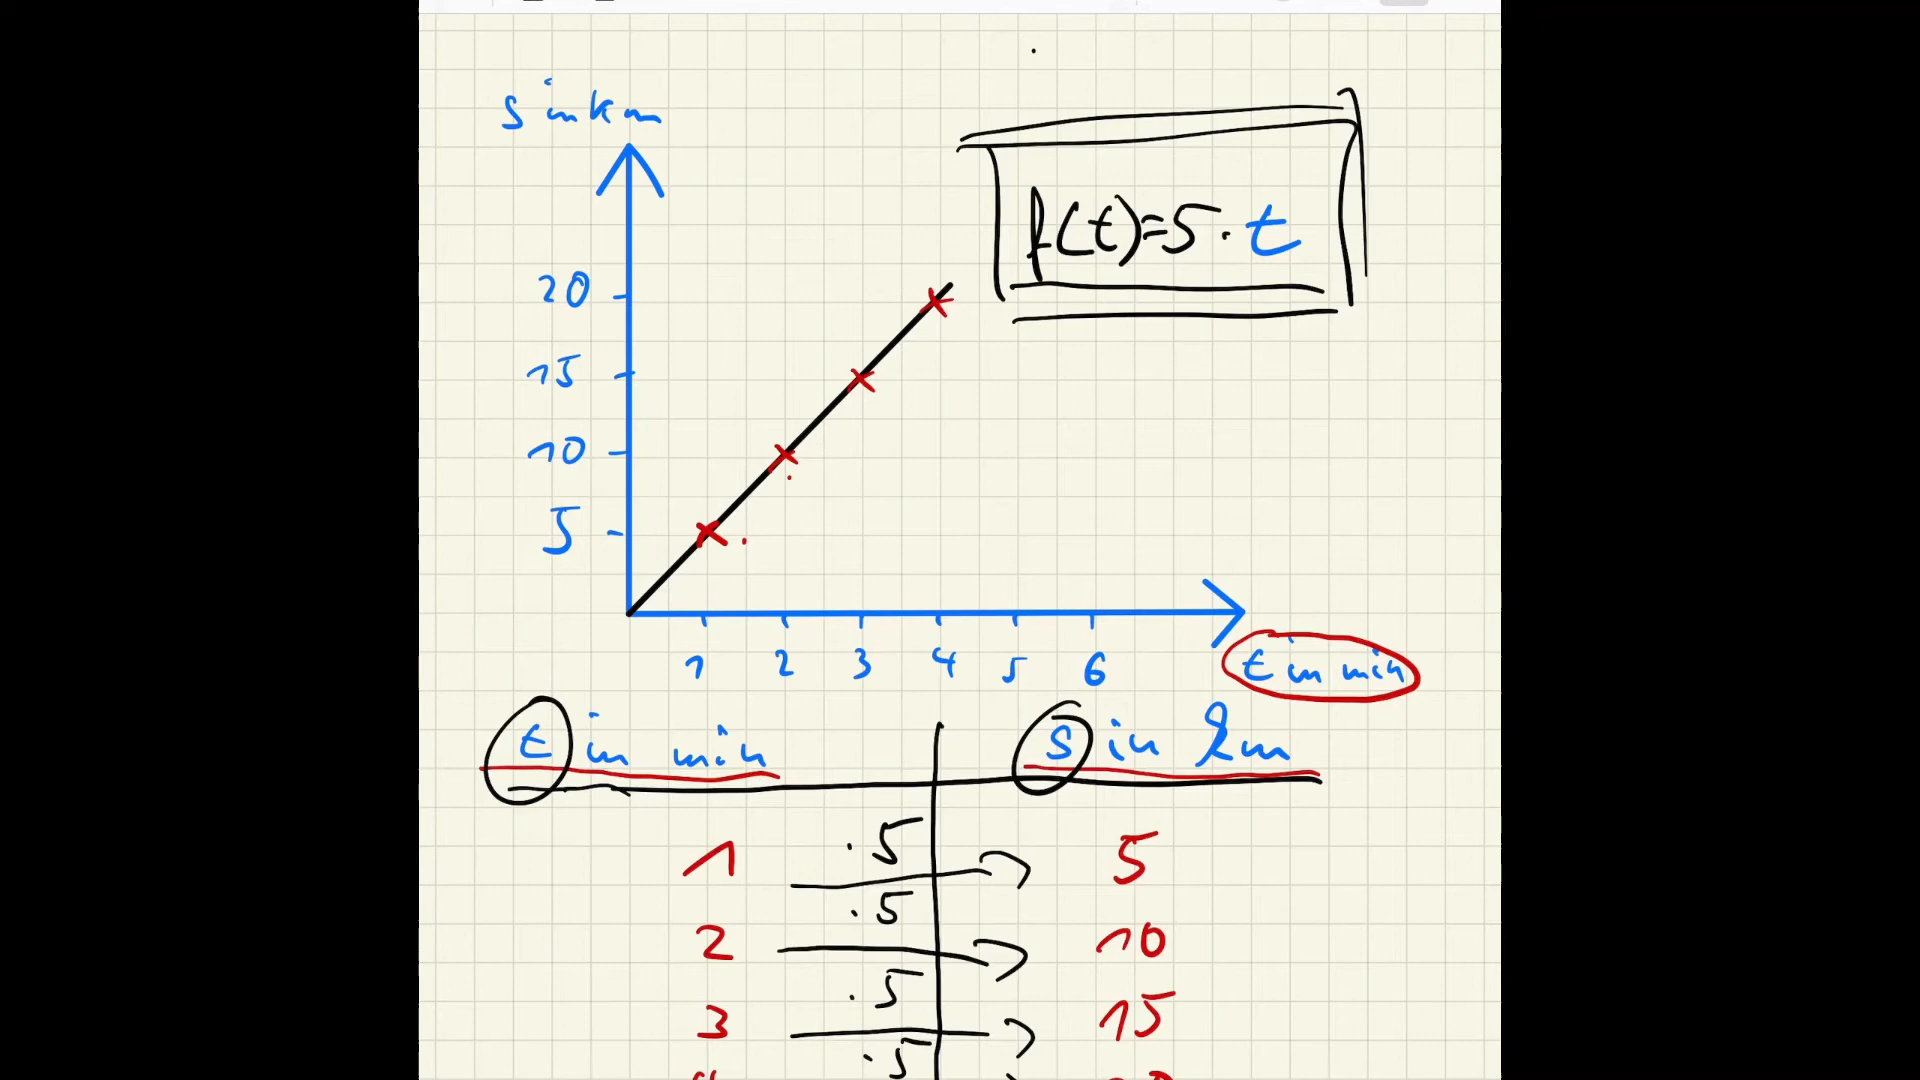 s in km
f(t)=5·t
20
15
10
5
1 2 3 4 5 6
t in min
t in min s in km
1 ·5 5
2 ·5 10
3 ·5 15
·5